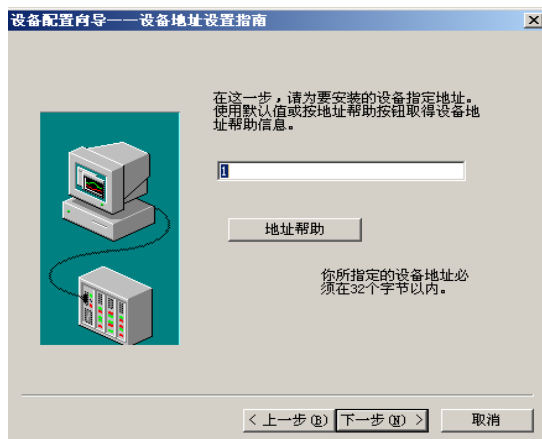 设备配置向导——设备地址设置指南
在这一步，请为要安装的设备指定地址。
使用默认值或按地址帮助按钮取得设备地
址帮助信息。
1
地址帮助
你所指定的设备地址必
须在32个字节以内。
< 上一步(B) 下一步(N) > 取消